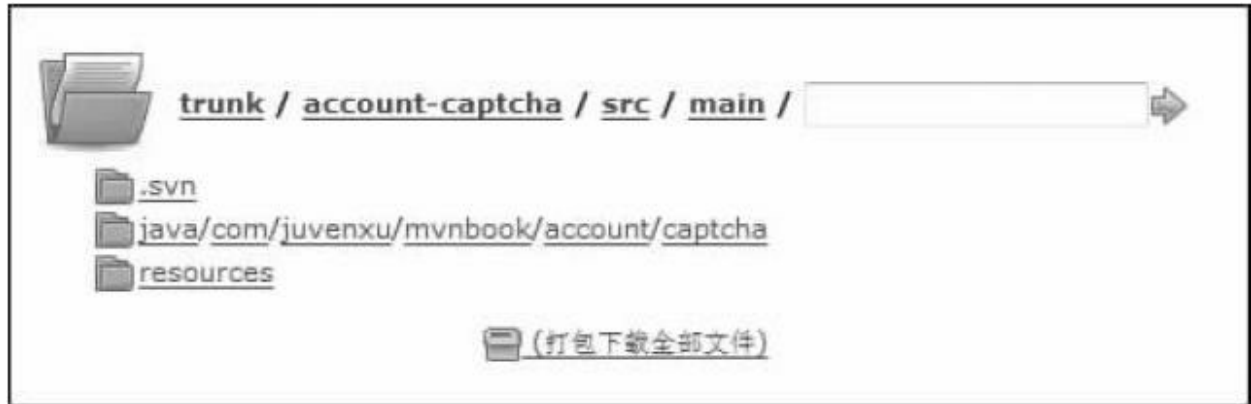 trunk / account-captcha / src / main /
.svn
java/com/juvenxu/mvnbook/account/captcha
resources
(打包下载全部文件)